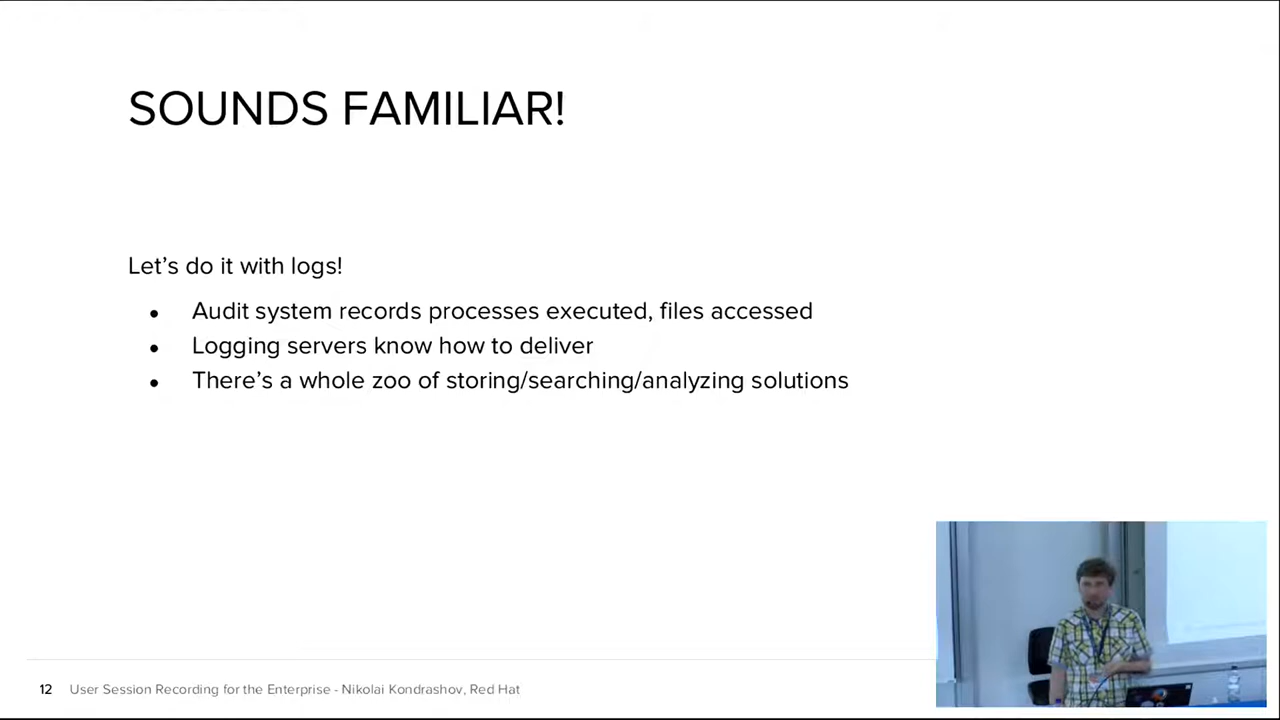 SOUNDS FAMILIAR!
Let’s do it with logs!
● Audit system records processes executed, files accessed
● Logging servers know how to deliver
● There’s a whole zoo of storing/searching/analyzing solutions
12 User Session Recording for the Enterprise - Nikolai Kondrashov, Red Hat